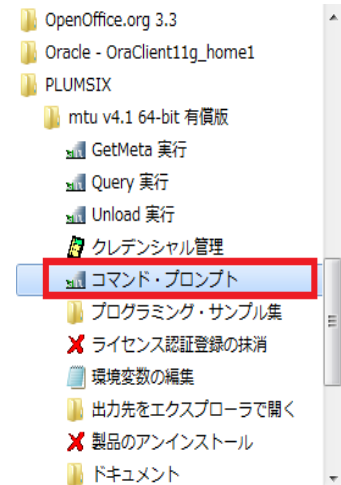 OpenOffice.org 3.3
Oracle - OraClient11g_home1
PLUMSIX
mtu v4.1 64-bit 有償版
GetMeta 実行
Query 実行
Unload 実行
クレデンシャル管理
コマンド・プロンプト
プログラミング・サンプル集
ライセンス認証登録の抹消
環境変数の編集
出力先をエクスプローラで開く
製品のアンインストール
ドキュメント